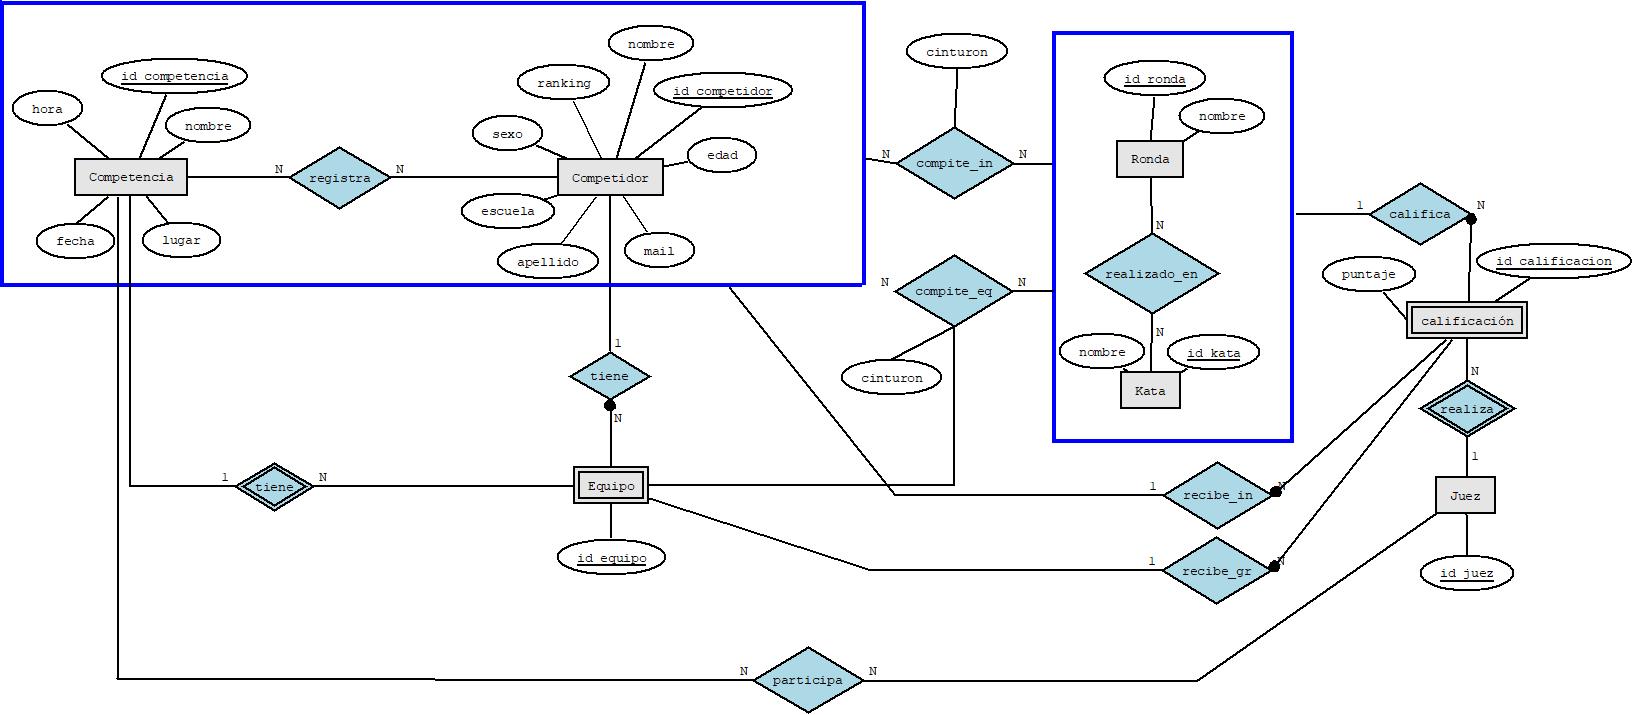 nombre
cinturon
id competencia
ranking
id competidor
id ronda
hora
nombre
nombre
sexo
edad
N
N
N
compite_in
N
Ronda
Competencia
N
registra
N
Competidor
1
califica
N
escuela
N
fecha
lugar
apellido
mail
realizado_en
puntaje
id calificacion
N
compite_eq
N
calificación
N
1
nombre
id kata
tiene
cinturon
N
Kata
realiza
N
1
1
tiene
N
Equipo
1
recibe_in
N
Juez
id equipo
1
recibe_gr
N
id juez
N
participa
N